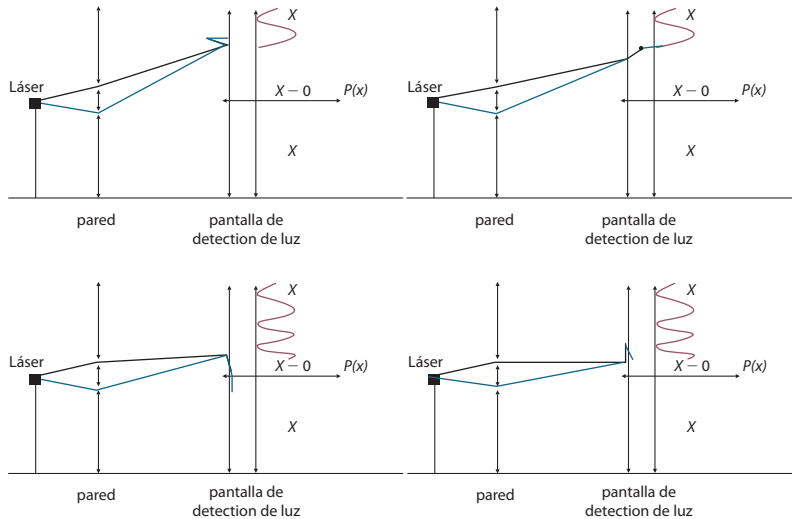 X
Láser
X – 0
P(x)
X
pared
pantalla de
detection de luz
X
Láser
X – 0
P(x)
X
pared
pantalla de
detection de luz
X
Láser
X – 0
P(x)
X
pared
pantalla de
detection de luz
X
Láser
X – 0
P(x)
X
pared
pantalla de
detection de luz